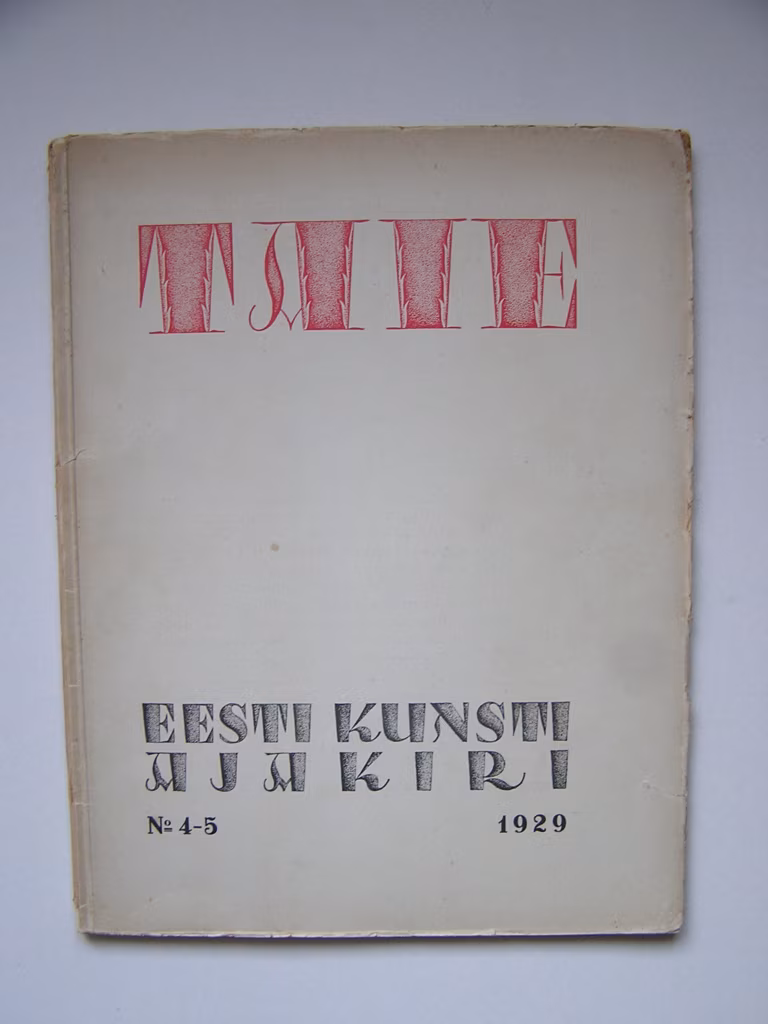 TAIE
EESTI KUNSTI
AJAKIRI
№ 4-5 1929